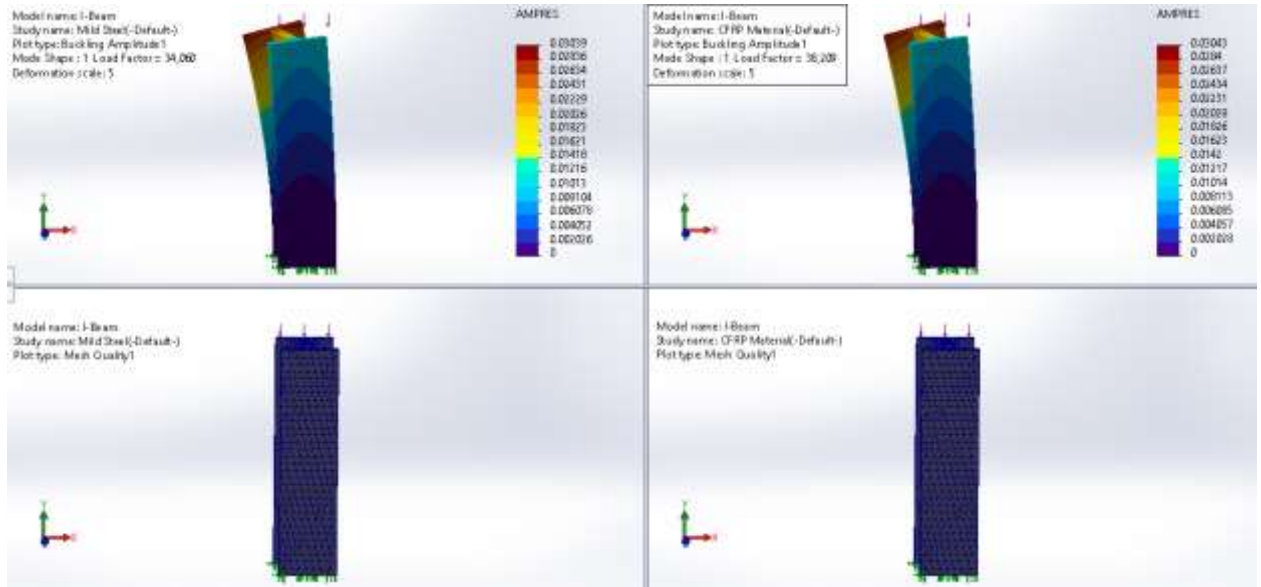 Model name: I-Beam
Study name: Mild Steel(-Default-)
Plot type: Buckling Amplitude1
Mode Shape : 1 Load Factor = 34,060
Deformation scale: 5
AMPRES
0.03039
0.02836
0.02634
0.02431
0.02229
0.02026
0.01823
0.01621
0.01418
0.01216
0.01013
0.008104
0.006078
0.004052
0.002026
0
Model name: I-Beam
Study name: CFRP Material(-Default-)
Plot type: Buckling Amplitude1
Mode Shape : 1 Load Factor = 38,209
Deformation scale: 5
AMPRES
0.03043
0.0284
0.02637
0.02434
0.02231
0.02028
0.01826
0.01623
0.0142
0.01217
0.01014
0.008113
0.006085
0.004057
0.002028
0
Model name: I-Beam
Study name: Mild Steel(-Default-)
Plot type: Mesh Quality1
Model name: I-Beam
Study name: CFRP Material(-Default-)
Plot type: Mesh Quality1